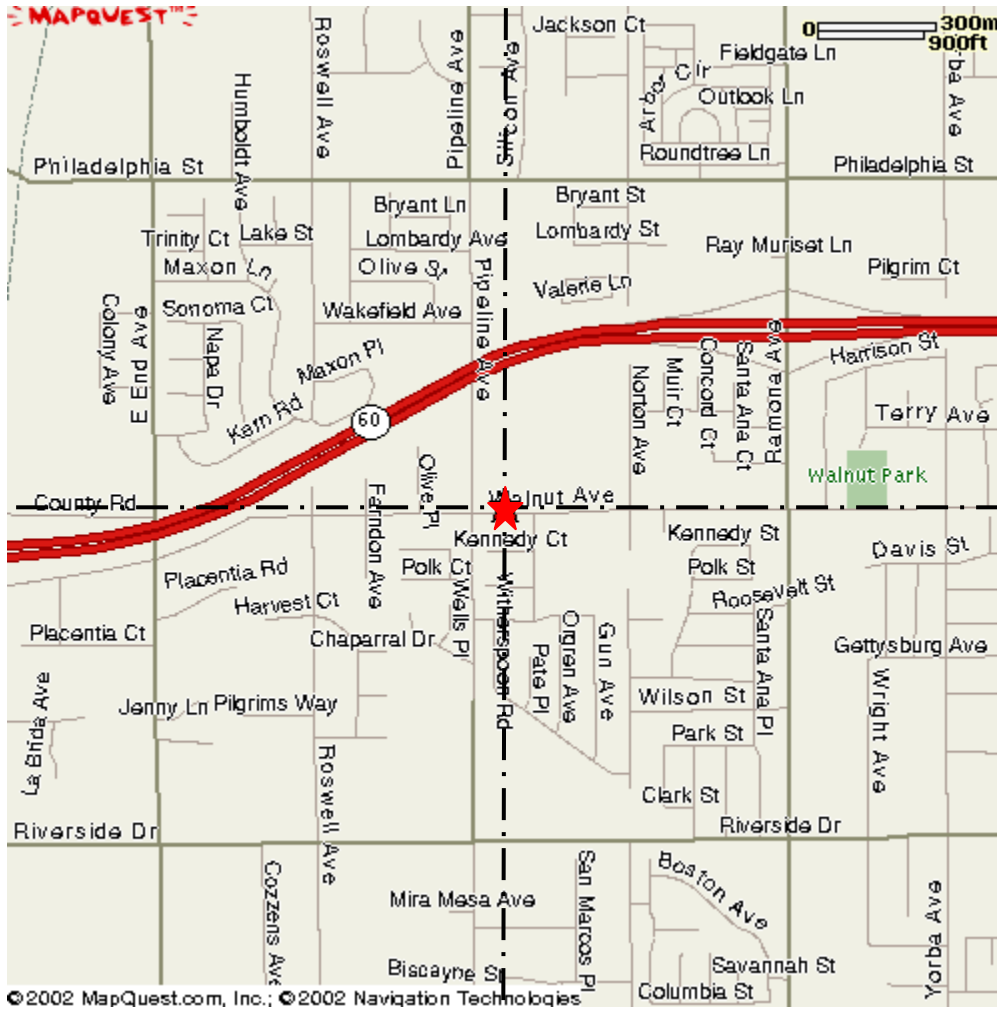 MAPQUEST™
Roswell Ave
Pipeline Ave
Silicon Ave
Jackson Ct
0 300m
900ft
Fieldgate Ln
Arbor Cir
Outlook Ln
Roundtree Ln
Yorba Ave
Humboldt Ave
Philadelphia St
Philadelphia St
Bryant Ln
Bryant St
Trinity Ct
Lake St
Lombardy Ave
Lombardy St
Ray Muriset Ln
Maxon Ln
Olive St
Pipeline Ave
Valerie Ln
Pilgrim Ct
Colony Ave
E End Ave
Sonoma Ct
Napa Dr
Wakefield Ave
Maxon Pl
Kern Rd
60
Norton Ave
Muir Ct
Concord Ct
Santa Ana Ct
Ramona Ave
Harrison St
Terry Ave
Walnut Park
County Rd
Olive Pl
Ferndon Ave
Walnut Ave
Kennedy Ct
Kennedy St
Davis St
Placentia Rd
Polk Ct
Polk St
Harvest Ct
Wells Pl
Witherspoon Rd
Roosevelt St
Placentia Ct
Chaparral Dr
Pate Pl
Ogren Ave
Gun Ave
Santa Ana Pl
Gettysburg Ave
La Brida Ave
Jenny Ln
Pilgrims Way
Wilson St
Wright Ave
Park St
Roswell Ave
Clark St
Riverside Dr
Riverside Dr
Cozzens Ave
Mira Mesa Ave
San Marcos Pl
Boston Ave
Yorba Ave
Biscayne St
Savannah St
Columbia St
©2002 MapQuest.com, Inc.; ©2002 Navigation Technologies